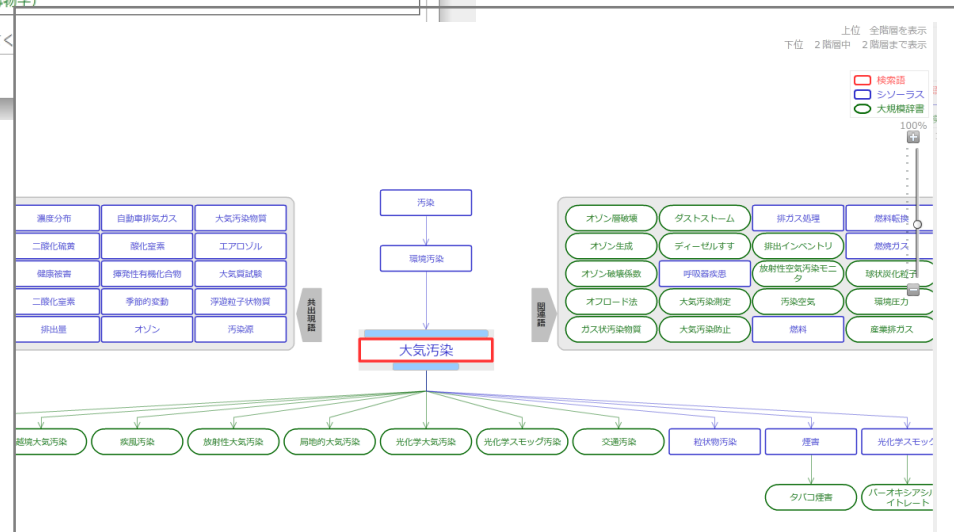 上位 全階層を表示
下位 2階層中 2階層まで表示
検索語
シソーラス
大規模辞書
100%
汚染
環境汚染
大気汚染
共出現語
濃度分布 自動車排気ガス 大気汚染物質
二酸化硫黄 酸化窒素 エアロゾル
健康被害 揮発性有機化合物 大気質試験
二酸化窒素 季節的変動 浮遊粒子状物質
排出量 オゾン 汚染源
関連語
オゾン層破壊 ダストストーム 排ガス処理 燃料転換
オゾン生成 ディーゼルすす 排出インベントリ 燃焼ガス
オゾン破壊係数 呼吸器疾患 放射性空気汚染モニタ 球状炭化粒子
オフロード法 大気汚染測定 汚染空気 環境圧力
ガス状汚染物質 大気汚染防止 燃料 産業排ガス
越境大気汚染 疾風汚染 放射性大気汚染 局地的大気汚染 光化学大気汚染 光化学スモッグ汚染 交通汚染 粒状物汚染 煙害 光化学スモッグ
タバコ煙害 パーオキシアシル
イトレート